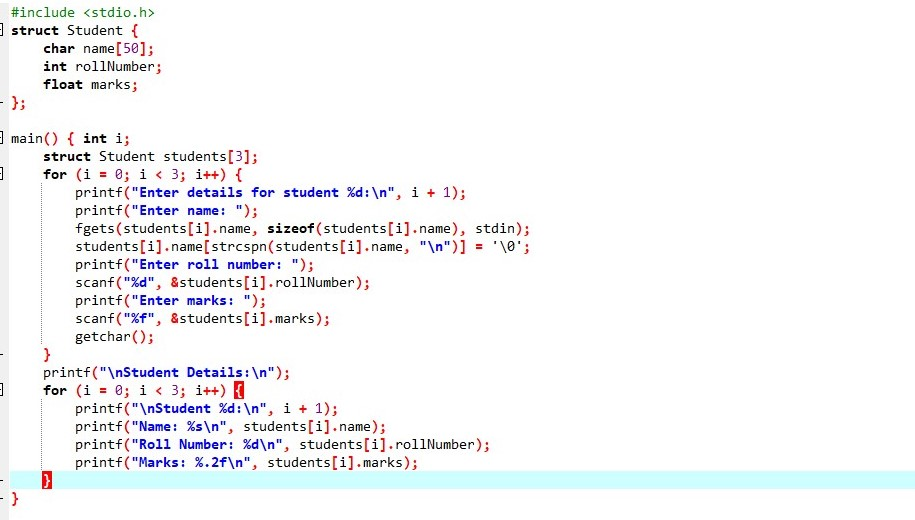 #include <stdio.h>
struct Student {
    char name[50];
    int rollNumber;
    float marks;
};

main() { int i;
    struct Student students[3];
    for (i = 0; i < 3; i++) {
        printf("Enter details for student %d:\n", i + 1);
        printf("Enter name: ");
        fgets(students[i].name, sizeof(students[i].name), stdin);
        students[i].name[strcspn(students[i].name, "\n")] = '\0';
        printf("Enter roll number: ");
        scanf("%d", &students[i].rollNumber);
        printf("Enter marks: ");
        scanf("%f", &students[i].marks);
        getchar();
    }
    printf("\nStudent Details:\n");
    for (i = 0; i < 3; i++) {
        printf("\nStudent %d:\n", i + 1);
        printf("Name: %s\n", students[i].name);
        printf("Roll Number: %d\n", students[i].rollNumber);
        printf("Marks: %.2f\n", students[i].marks);
    }
}